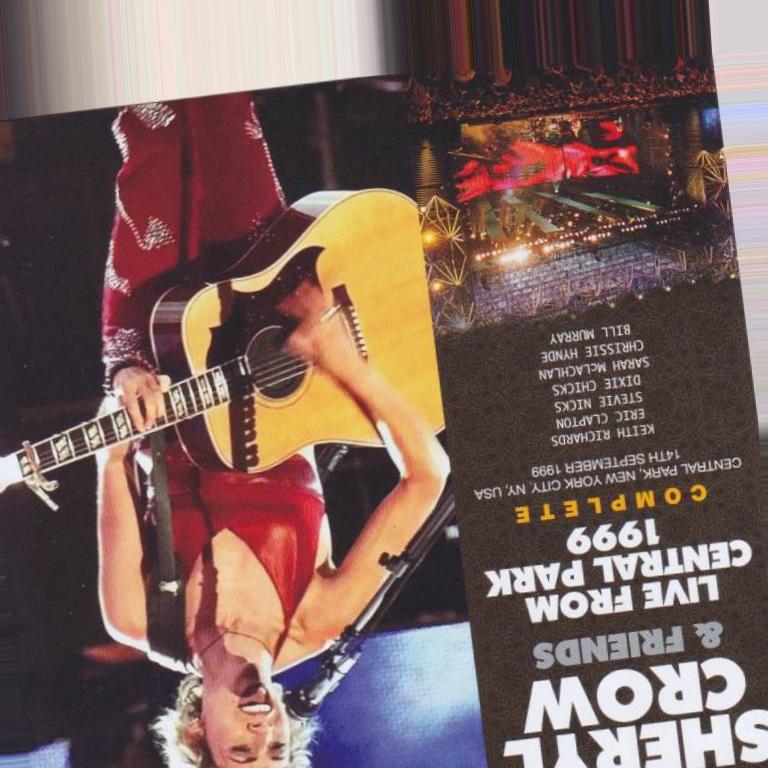 SHERYL
CROW
& FRIENDS
LIVE FROM
CENTRAL PARK
1999
COMPLETE
CENTRAL PARK, NEW YORK CITY, NY, USA
14TH SEPTEMBER 1999
KEITH RICHARDS
ERIC CLAPTON
STEVIE NICKS
DIXIE CHICKS
SARAH McLACHLAN
CHRISSIE HYNDE
BILL MURRAY